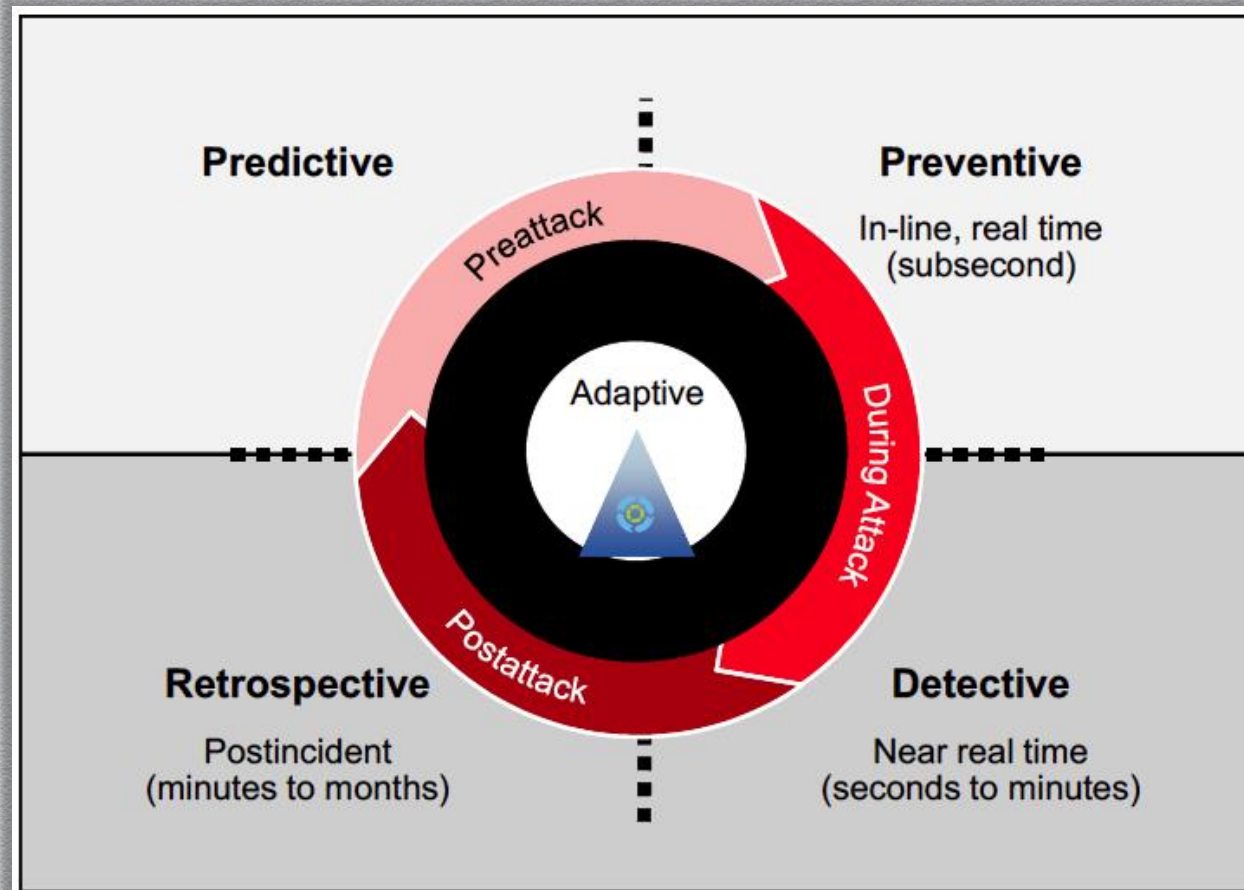 Predictive
Preventive
In-line, real time
(subsecond)
Preattack
Adaptive
During Attack
Postattack
Retrospective
Postincident
(minutes to months)
Detective
Near real time
(seconds to minutes)